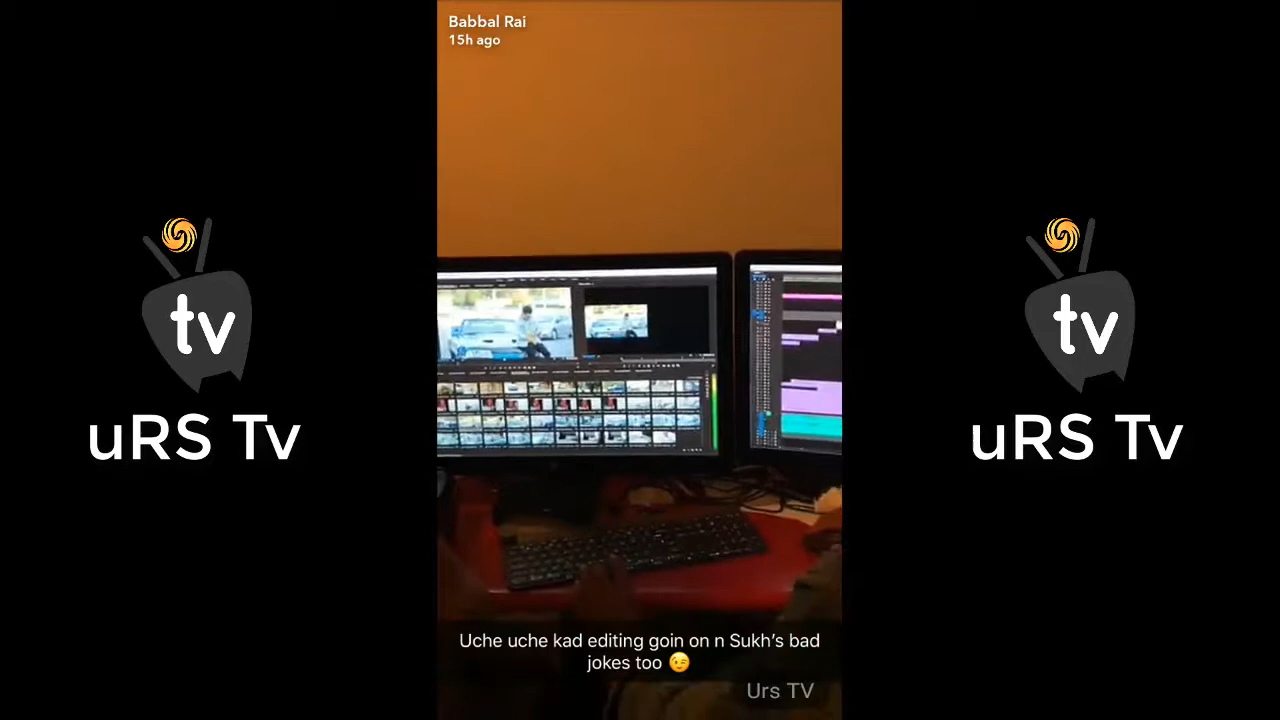 Babbal Rai
15h ago
tv
uRS Tv
tv
uRS Tv
Uche uche kad editing goin on n Sukh's bad
jokes too 😉
Urs TV